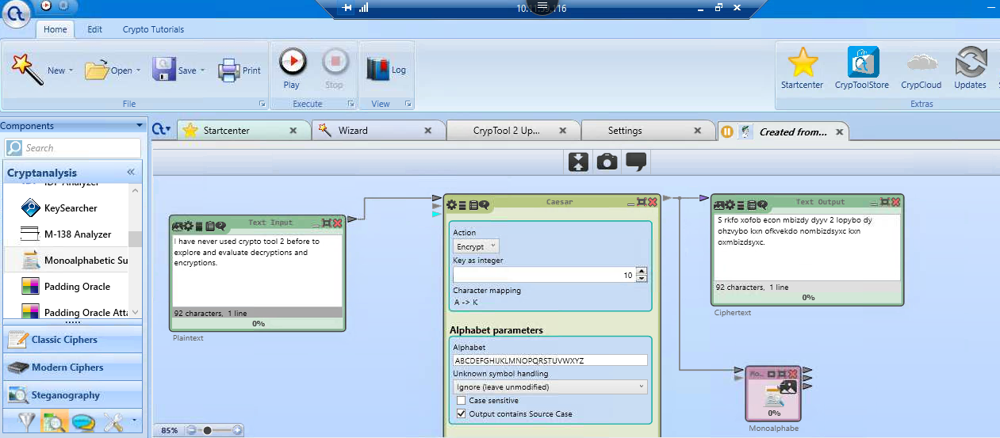 10.11.55.116
Home Edit Crypto Tutorials
New Open Save Print Play Stop Log Startcenter CrypToolStore CrypCloud Updates
File Execute View Extras
Components
Startcenter Wizard CrypTool 2 Up... Settings Created from...
Search
Cryptanalysis
KeySearcher
M-138 Analyzer
Monoalphabetic Su
Padding Oracle
Padding Oracle Atta
Classic Ciphers
Modern Ciphers
Steganography
Text Input
I have never used crypto tool 2 before to
explore and evaluate decryptions and
encryptions.
92 characters, 1 line
0%
Plaintext
Caesar
Action
Encrypt
Key as integer
10
Character mapping
A -> K
Alphabet parameters
Alphabet
ABCDEFGHIJKLMNOPQRSTUVWXYZ
Unknown symbol handling
Ignore (leave unmodified)
Case sensitive
Output contains Source Case
Text Output
S rkfo xofob econ mbizdy dyyv 2 lopybo dy
ohzvybo kxn ofkvekdo nombizdsyxc kxn
oxmbizdsyxc.
92 characters, 1 line
0%
Ciphertext
Mo...
0%
Monoalphabe
85%